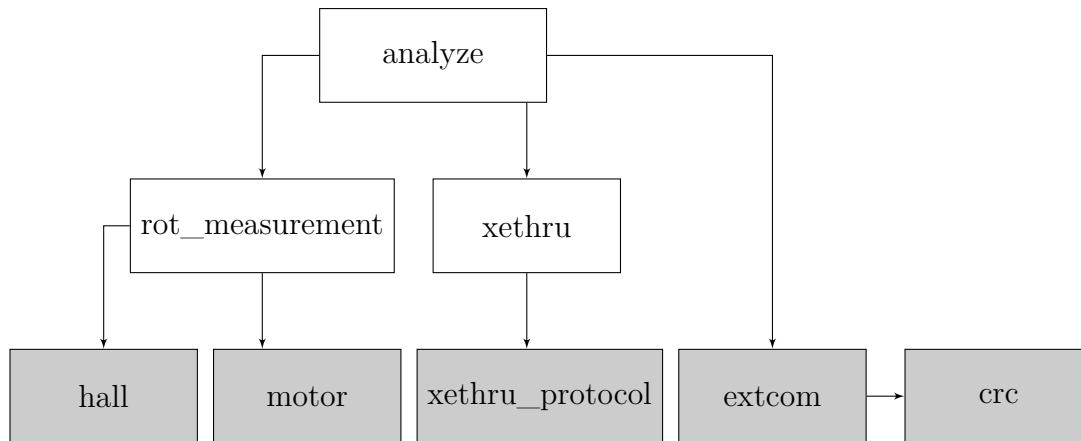 analyze
rot_measurement
xethru
hall
motor
xethru_protocol
extcom
crc